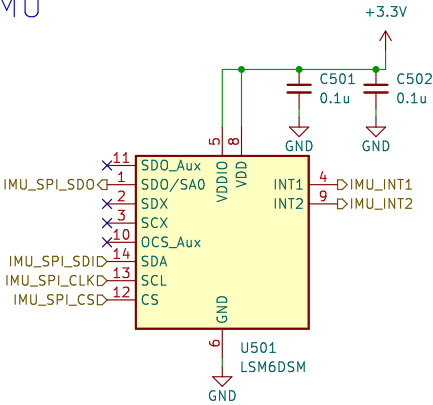 MU
+3.3V
C501
0.1u
C502
0.1u
GND
GND
5
8
VDDIO
VDD
11
SDO_Aux
IMU_SPI_SDO
1
SDO/SA0
2
SDX
3
SCX
10
OCS_Aux
IMU_SPI_SDI
14
SDA
IMU_SPI_CLK
13
SCL
IMU_SPI_CS
12
CS
INT1
4
IMU_INT1
INT2
9
IMU_INT2
GND
6
U501
LSM6DSM
GND